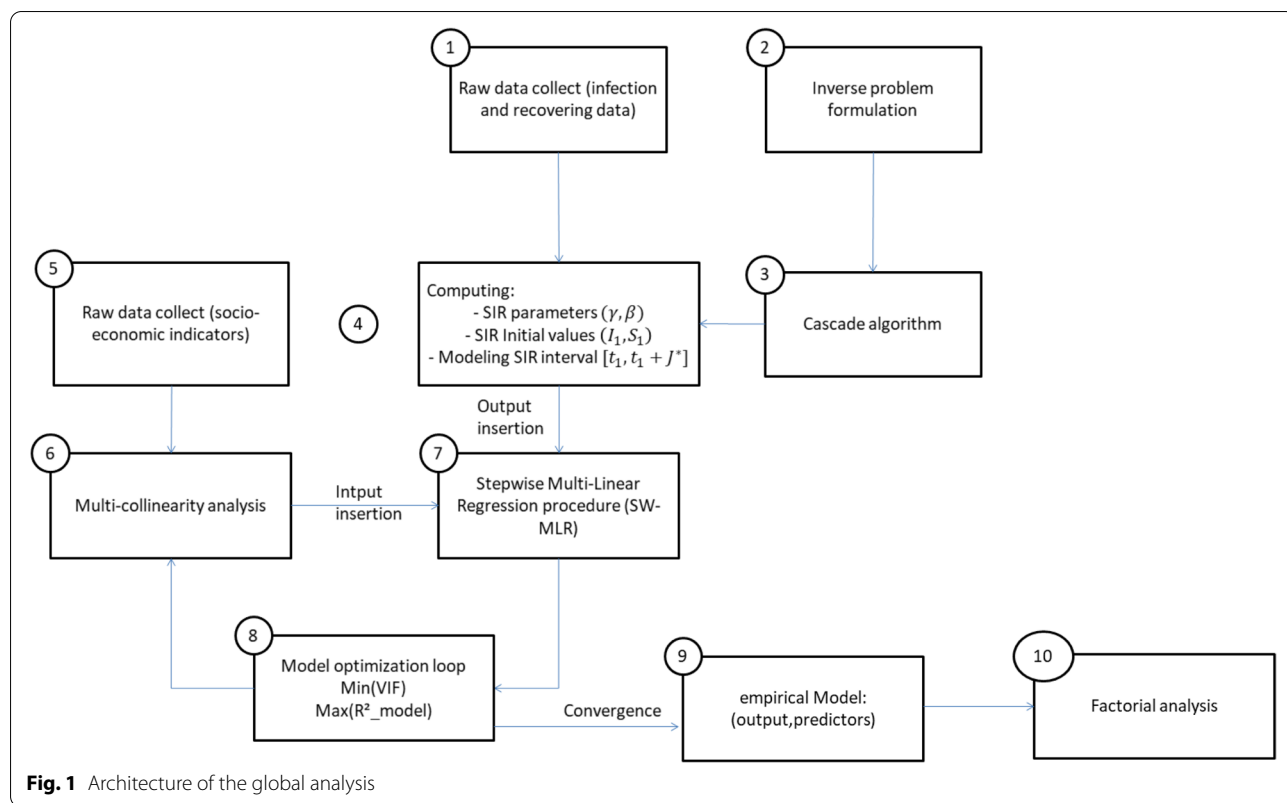 1
Raw data collect (infection
and recovering data)
2
Inverse problem
formulation
3
Cascade algorithm
4
Computing:
- SIR parameters (γ, β)
- SIR Initial values (I₁, S₁)
- Modeling SIR interval [t₁, t₁ + J*]
5
Raw data collect (socio-
economic indicators)
Output
insertion
6
Multi-collinearity analysis
Intput
insertion
7
Stepwise Multi-Linear
Regression procedure (SW-
MLR)
8
Model optimization loop
Min(VIF)
Max(R²_model)
Convergence
9
empirical Model:
(output,predictors)
10
Factorial analysis
Fig. 1 Architecture of the global analysis